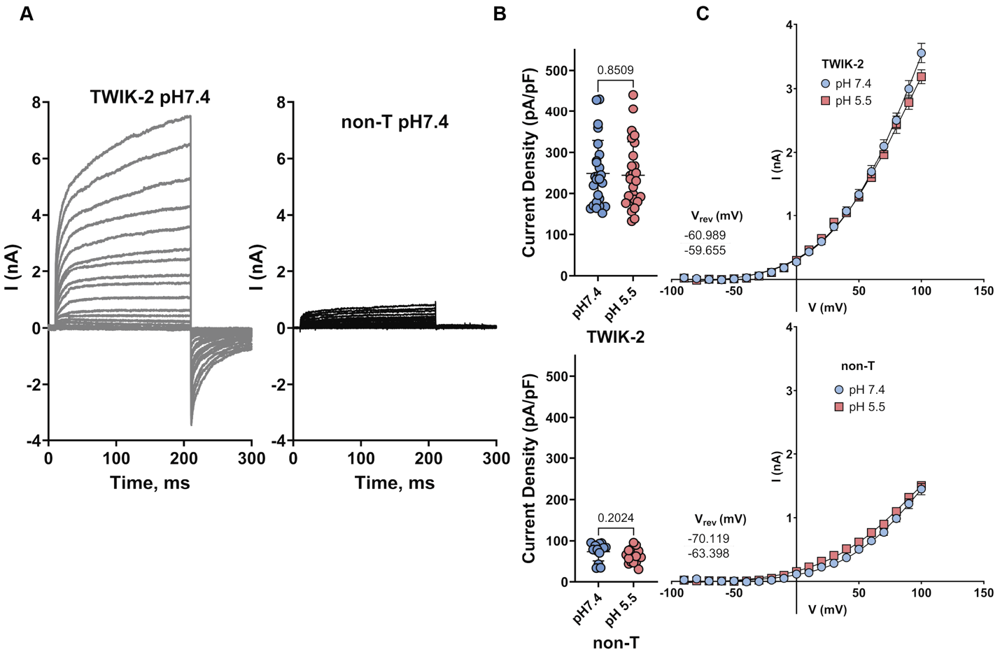 A
TWIK-2 pH7.4
8
6
4
2
0
-2
-4
I (nA)
0
100
200
300
Time, ms
non-T pH7.4
8
6
4
2
0
-2
-4
I (nA)
0
100
200
300
Time, ms
B
Current Density (pA/pF)
500
400
300
200
100
0
0.8509
pH7.4
pH 5.5
TWIK-2
Current Density (pA/pF)
500
400
300
200
100
0
0.2024
pH7.4
pH 5.5
non-T
C
TWIK-2
pH 7.4
pH 5.5
4
3
2
1
I (nA)
Vrev (mV)
-60.989
-59.655
-100
-50
50
100
150
V (mV)
non-T
pH 7.4
pH 5.5
4
3
2
1
I (nA)
Vrev (mV)
-70.119
-63.398
-100
-50
50
100
150
V (mV)